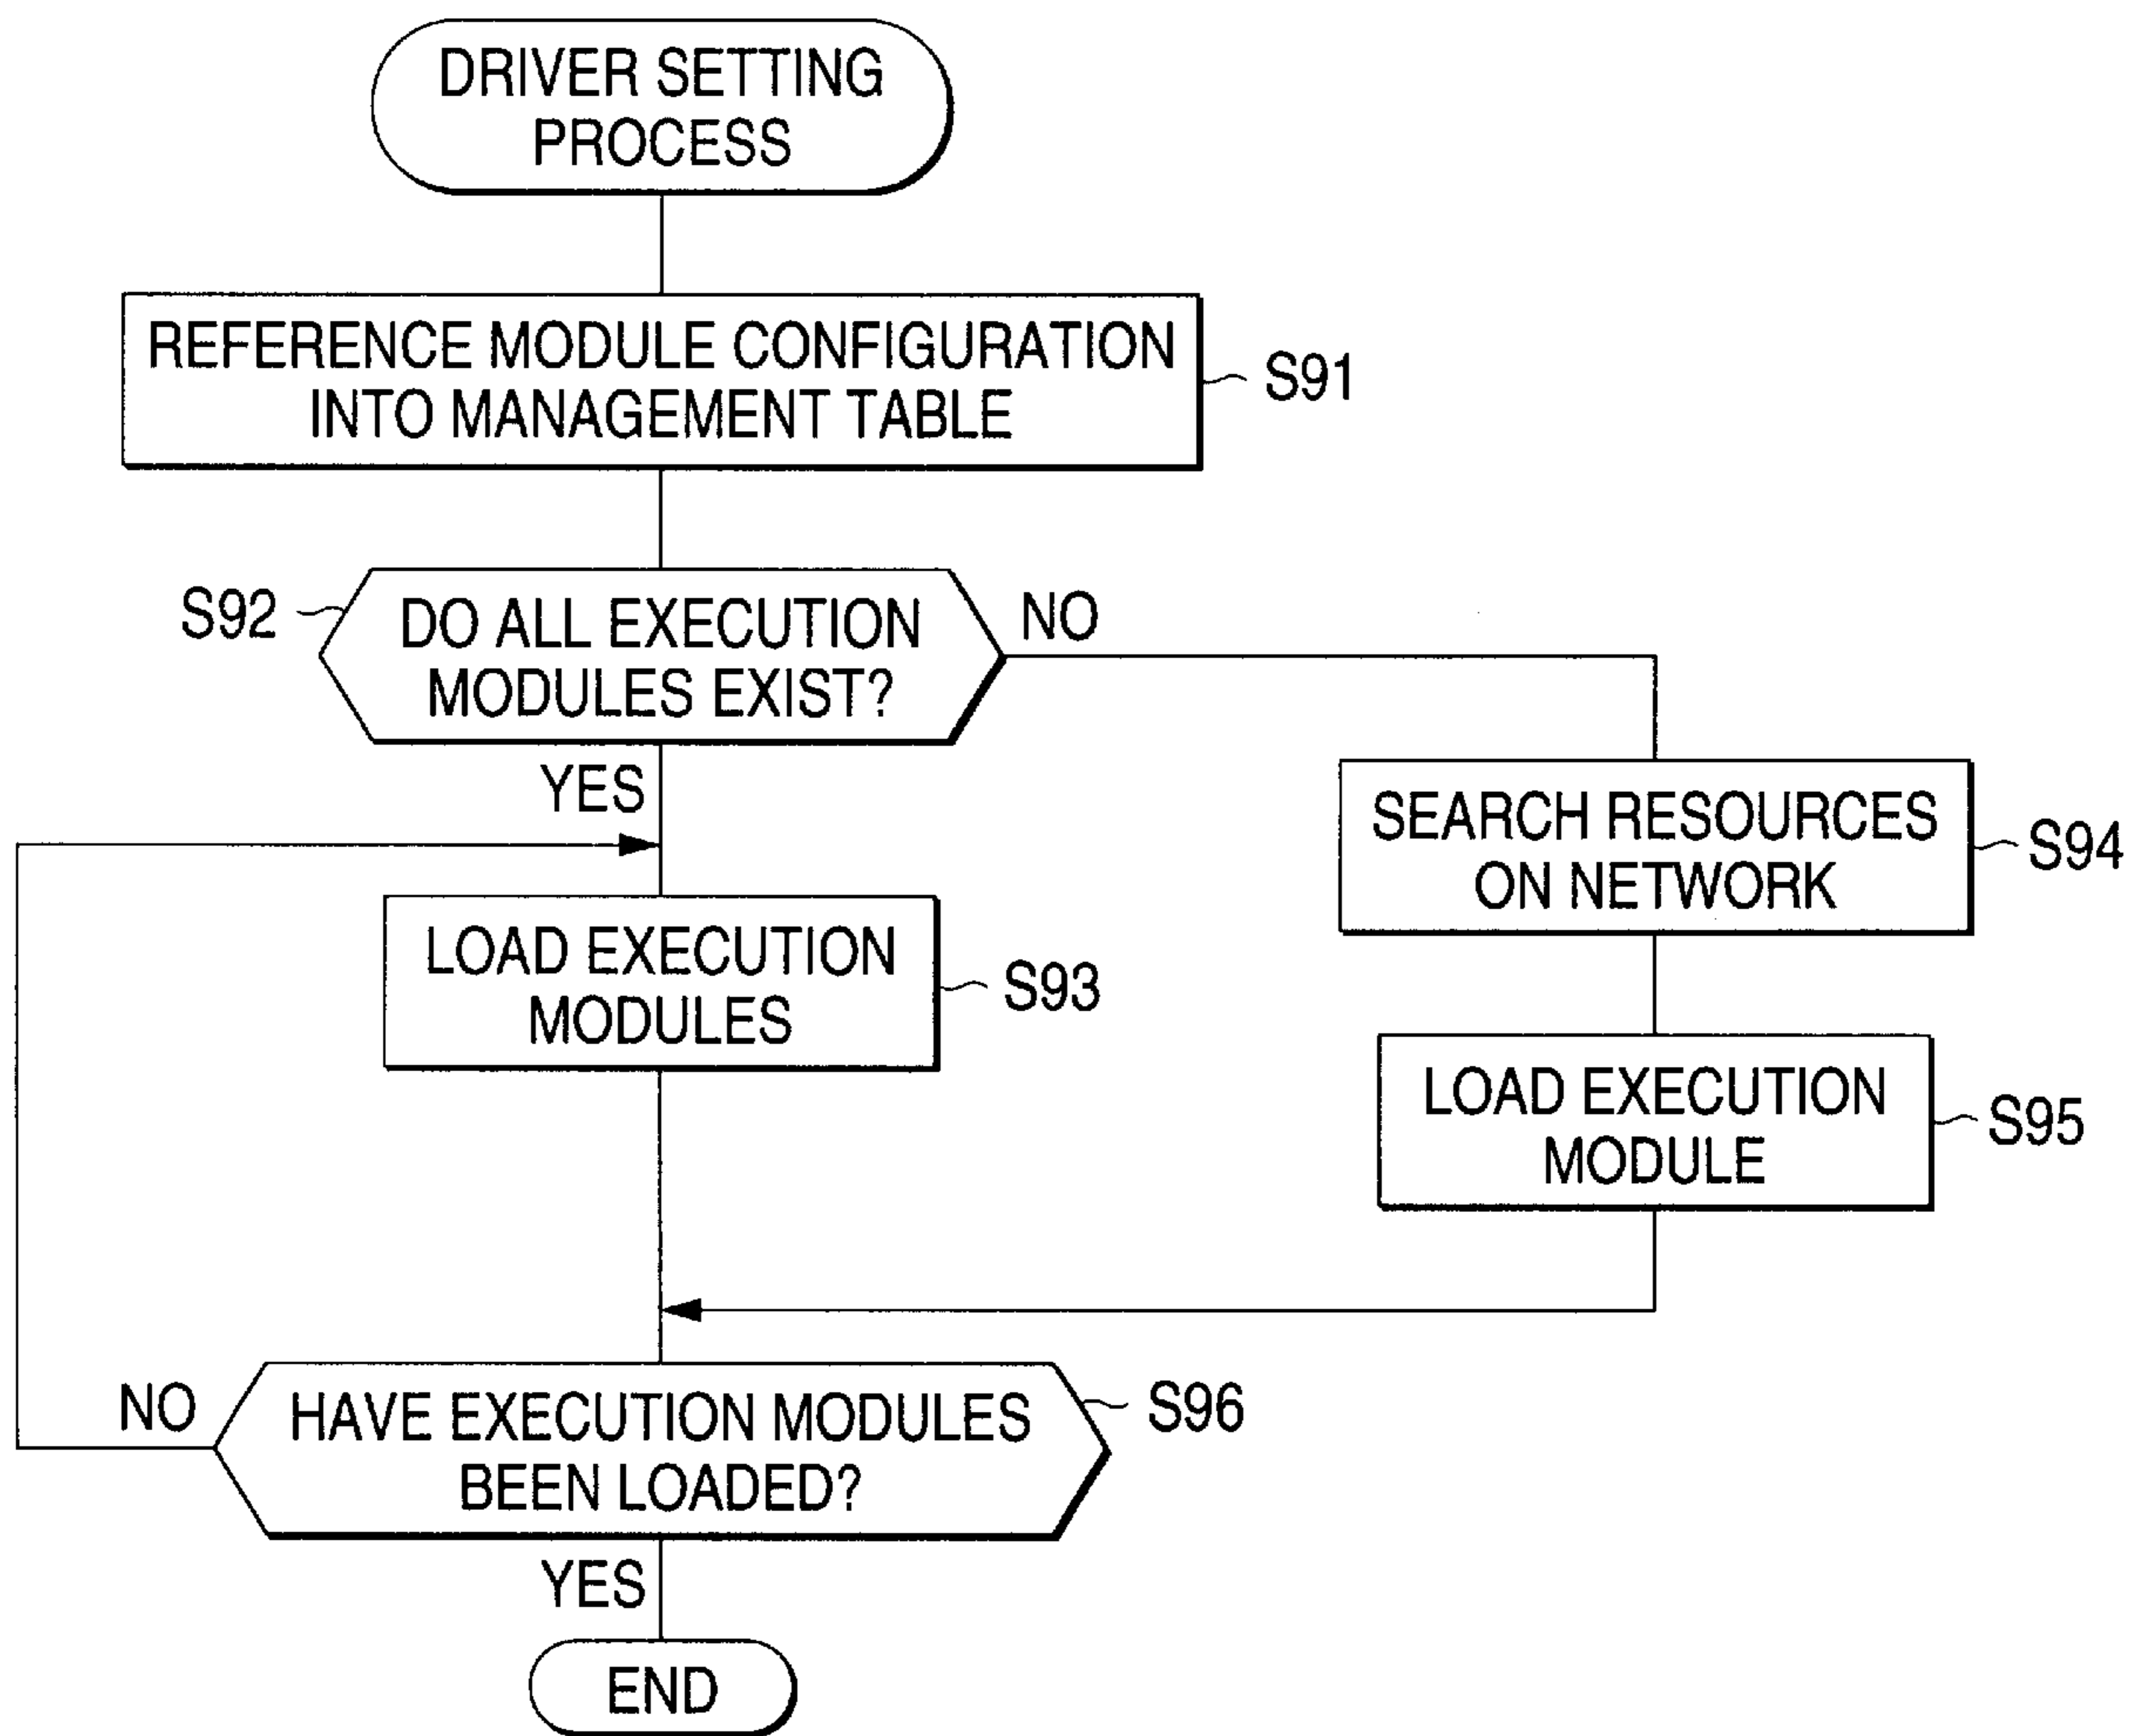 DRIVER SETTING
PROCESS
REFERENCE MODULE CONFIGURATION
INTO MANAGEMENT TABLE
S91
S92
DO ALL EXECUTION
MODULES EXIST?
NO
YES
SEARCH RESOURCES
ON NETWORK
S94
LOAD EXECUTION
MODULES
S93
LOAD EXECUTION
MODULE
S95
NO
HAVE EXECUTION MODULES
BEEN LOADED?
S96
YES
END